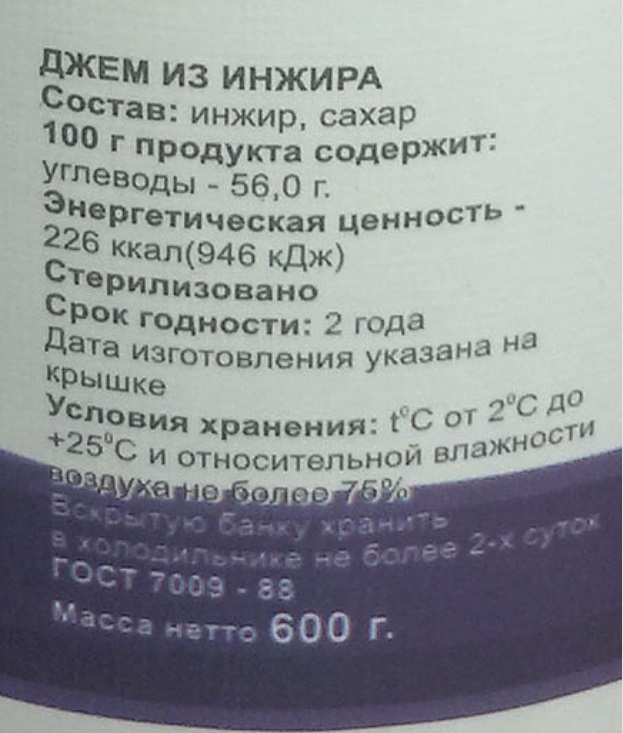 ДЖЕМ ИЗ ИНЖИРА
Состав: инжир, сахар
100 г продукта содержит:
углеводы - 56,0 г.
Энергетическая ценность -
226 ккал(946 кДж)
Стерилизовано
Срок годности: 2 года
Дата изготовления указана на
крышке
Условия хранения: t°C от 2°C до
+25°C и относительной влажности
воздуха не более 75%
Вскрытую банку хранить
в холодильнике не более 2-х суток
ГОСТ 7009 - 88
Масса нетто 600 г.